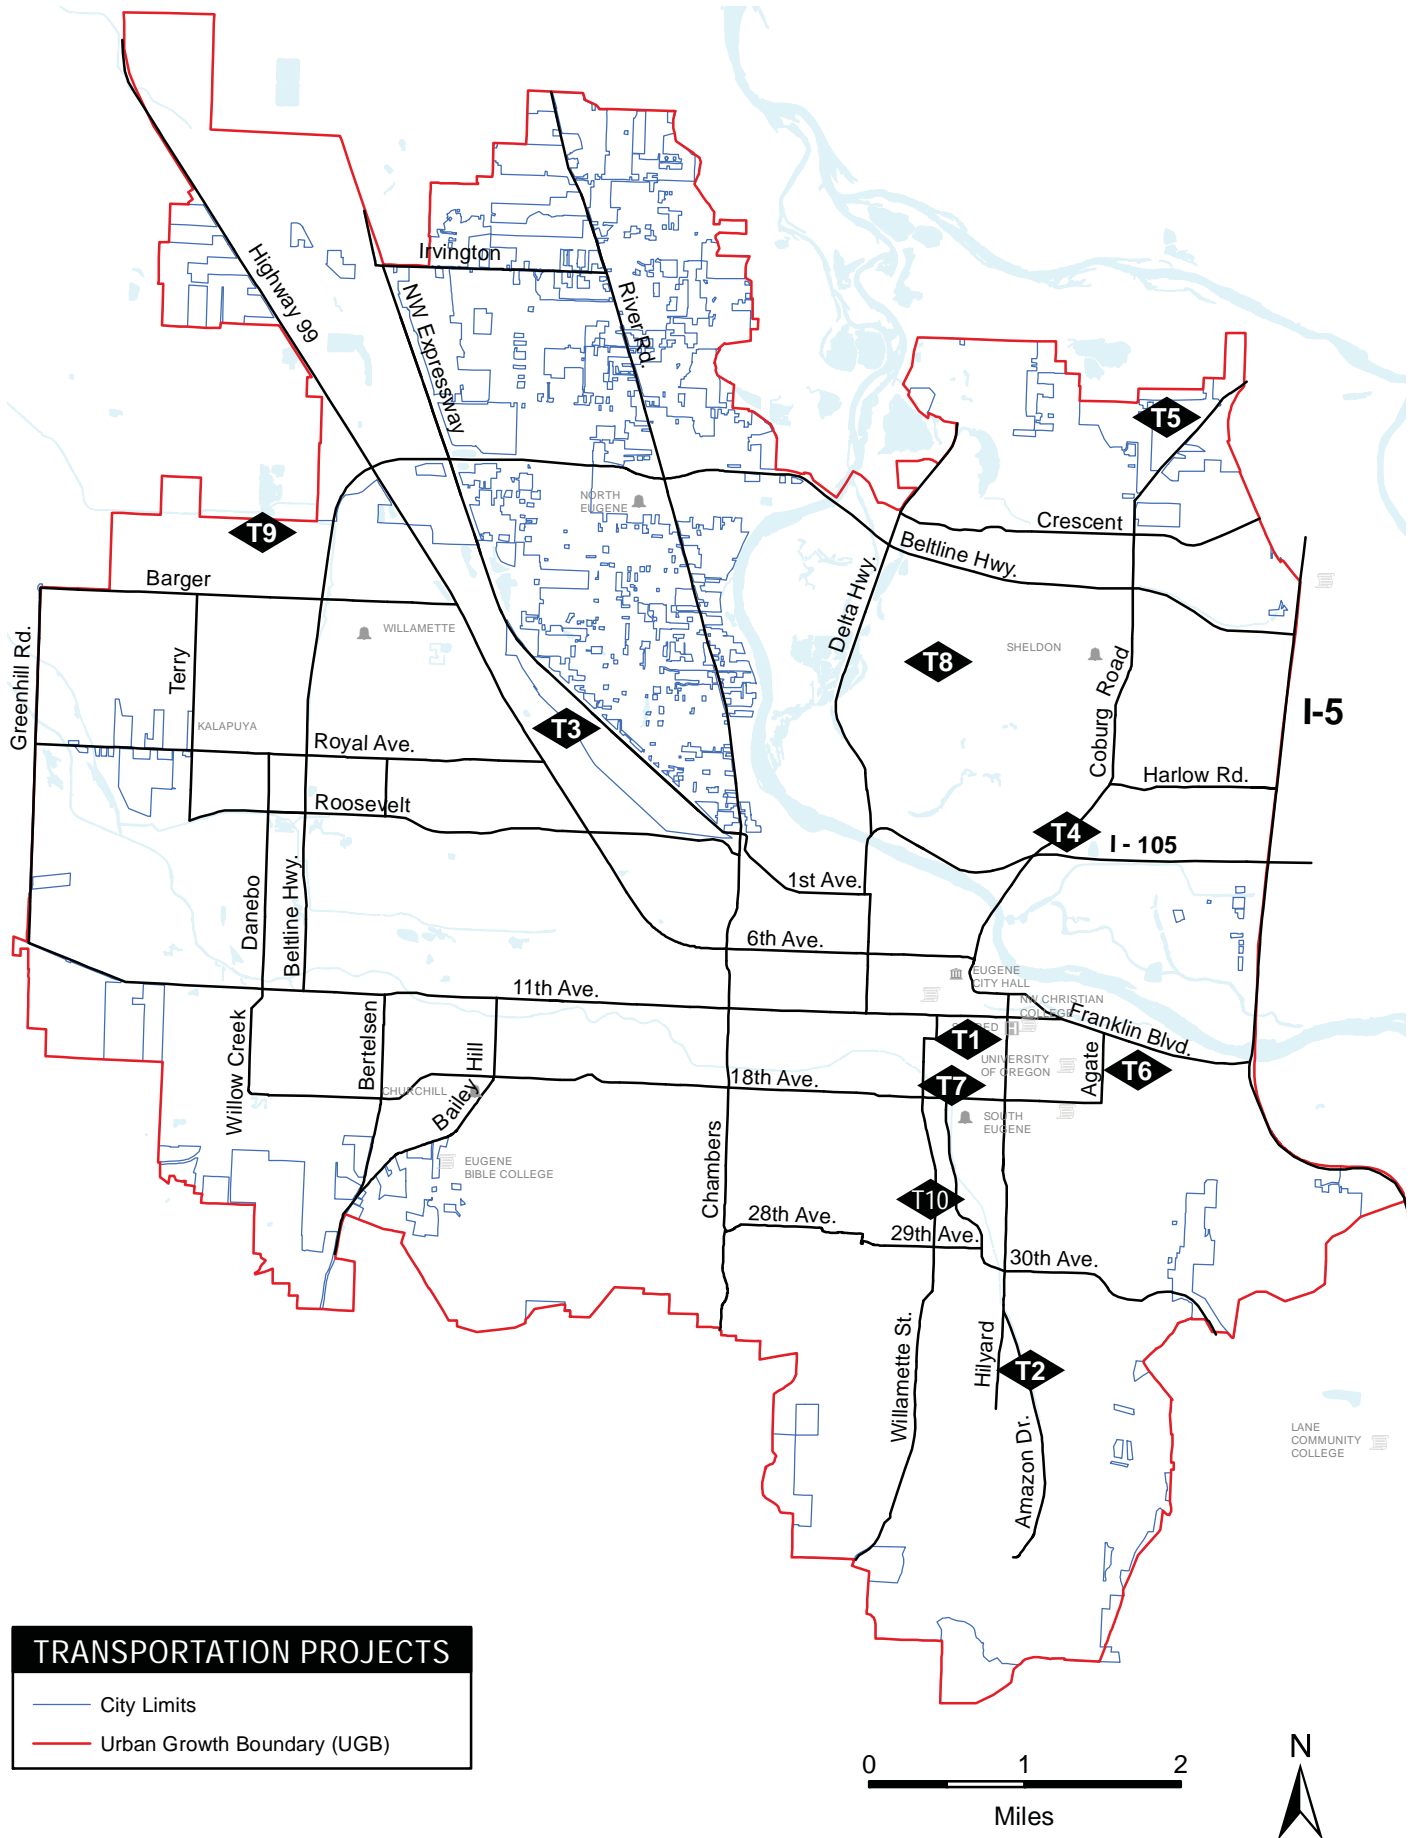 Irvington
Highway 99
NW Expressway
River Rd.
T5
NORTH
EUGENE
Crescent
Beltline Hwy.
T9
Barger
Delta Hwy.
WILLAMETTE
Greenhill Rd.
Terry
T8
SHELDON
Coburg Road
I-5
KALAPUYA
T3
Royal Ave.
Harlow Rd.
Roosevelt
T4
I - 105
1st Ave.
Danebo
Beltline Hwy.
6th Ave.
EUGENE
CITY HALL
11th Ave.
NW CHRISTIAN
COLLEGE
Franklin Blvd.
T1
UNIVERSITY
OF OREGON
Willow Creek
Bertelsen
Bailey Hill
CHURCHILL
18th Ave.
T7
Agate
T6
SOUTH
EUGENE
EUGENE
BIBLE COLLEGE
Chambers
T10
28th Ave.
29th Ave.
30th Ave.
Willamette St.
Hilyard
T2
Amazon Dr.
LANE
COMMUNITY
COLLEGE
TRANSPORTATION PROJECTS
City Limits
Urban Growth Boundary (UGB)
0 1 2
Miles
N